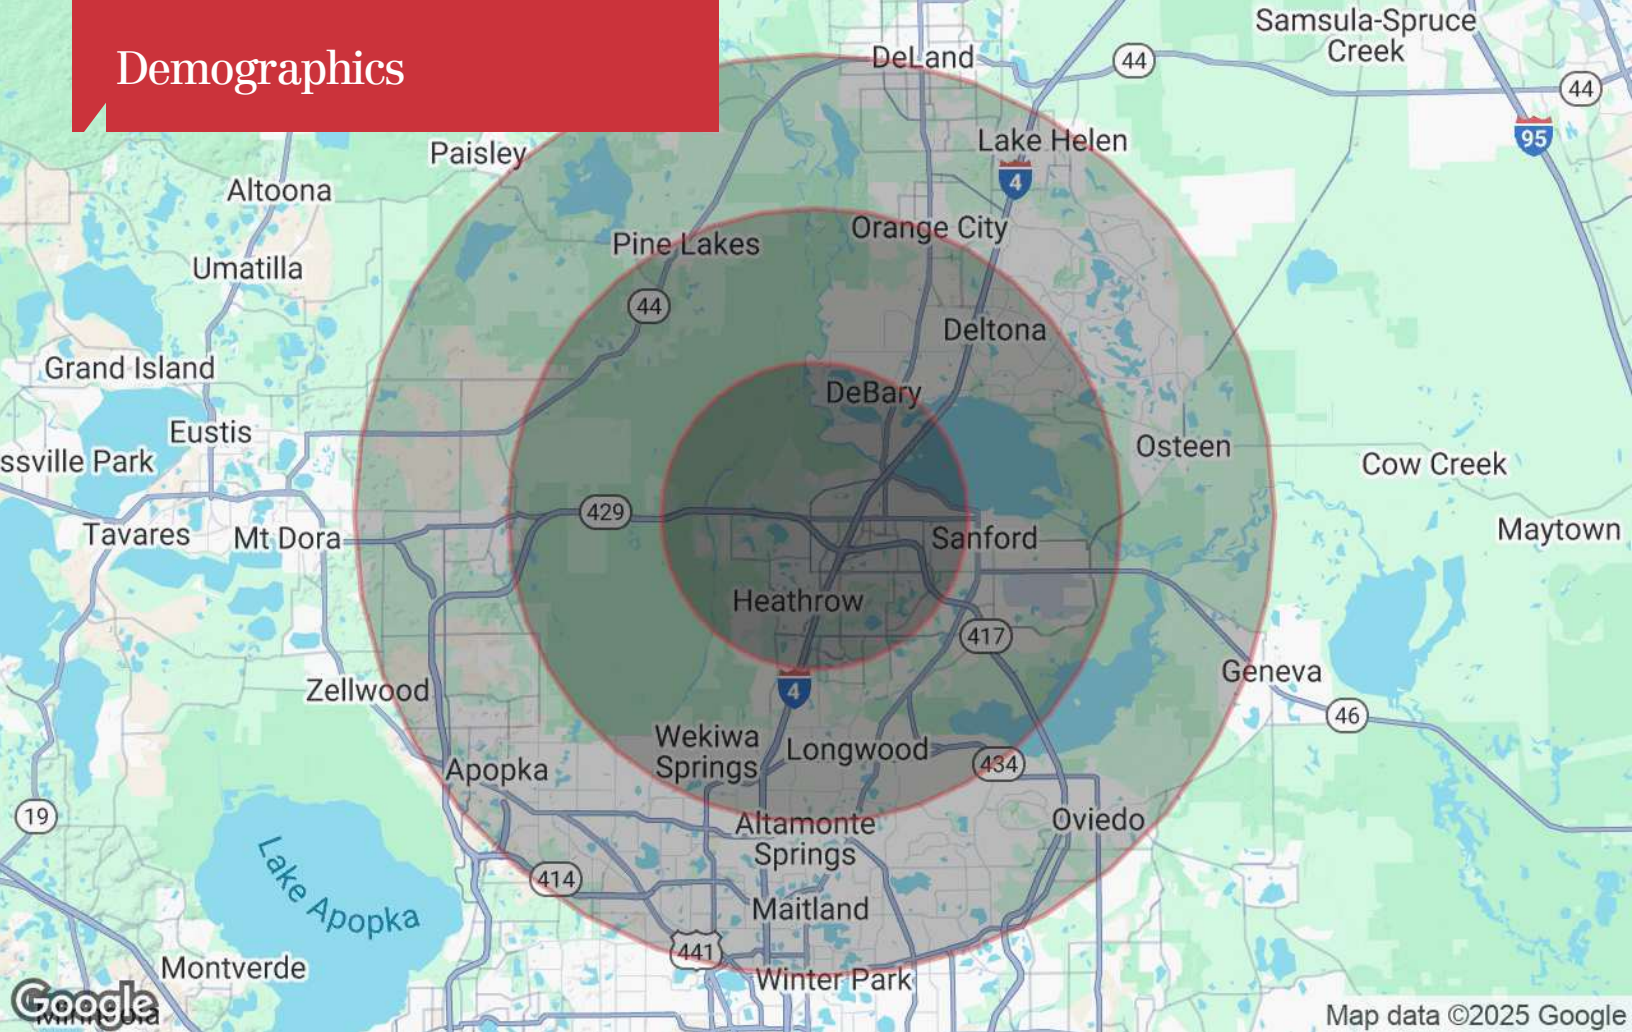 Demographics
Samsula-Spruce
Creek
DeLand
44
44
95
Lake Helen
Paisley
4
Altoona
Orange City
Pine Lakes
Umatilla
44
Deltona
Grand Island
DeBary
Eustis
Osteen
ssville Park
Cow Creek
429
Tavares
Mt Dora
Sanford
Maytown
Heathrow
417
Geneva
Zellwood
4
46
Wekiwa
Springs
Longwood
434
Apopka
19
Altamonte
Springs
Oviedo
Lake Apopka
414
Maitland
441
Montverde
Winter Park
Google
Map data ©2025 Google